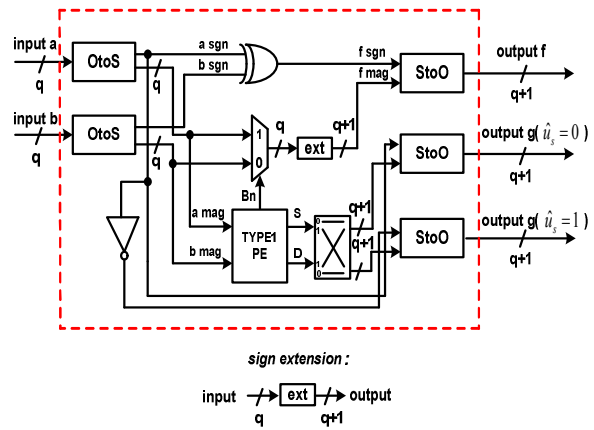 input a
q
OtoS
q
a sgn
b sgn
f sgn
f mag
StoO
output f
q+1
input b
q
OtoS
q
1
0
q
ext
q+1
Bn
StoO
output g( û_s = 0 )
q+1
a mag
b mag
TYPE1
PE
S
D
0
1
1
0
q+1
q+1
StoO
output g( û_s = 1 )
q+1
sign extension :
input
q
ext
q+1
output